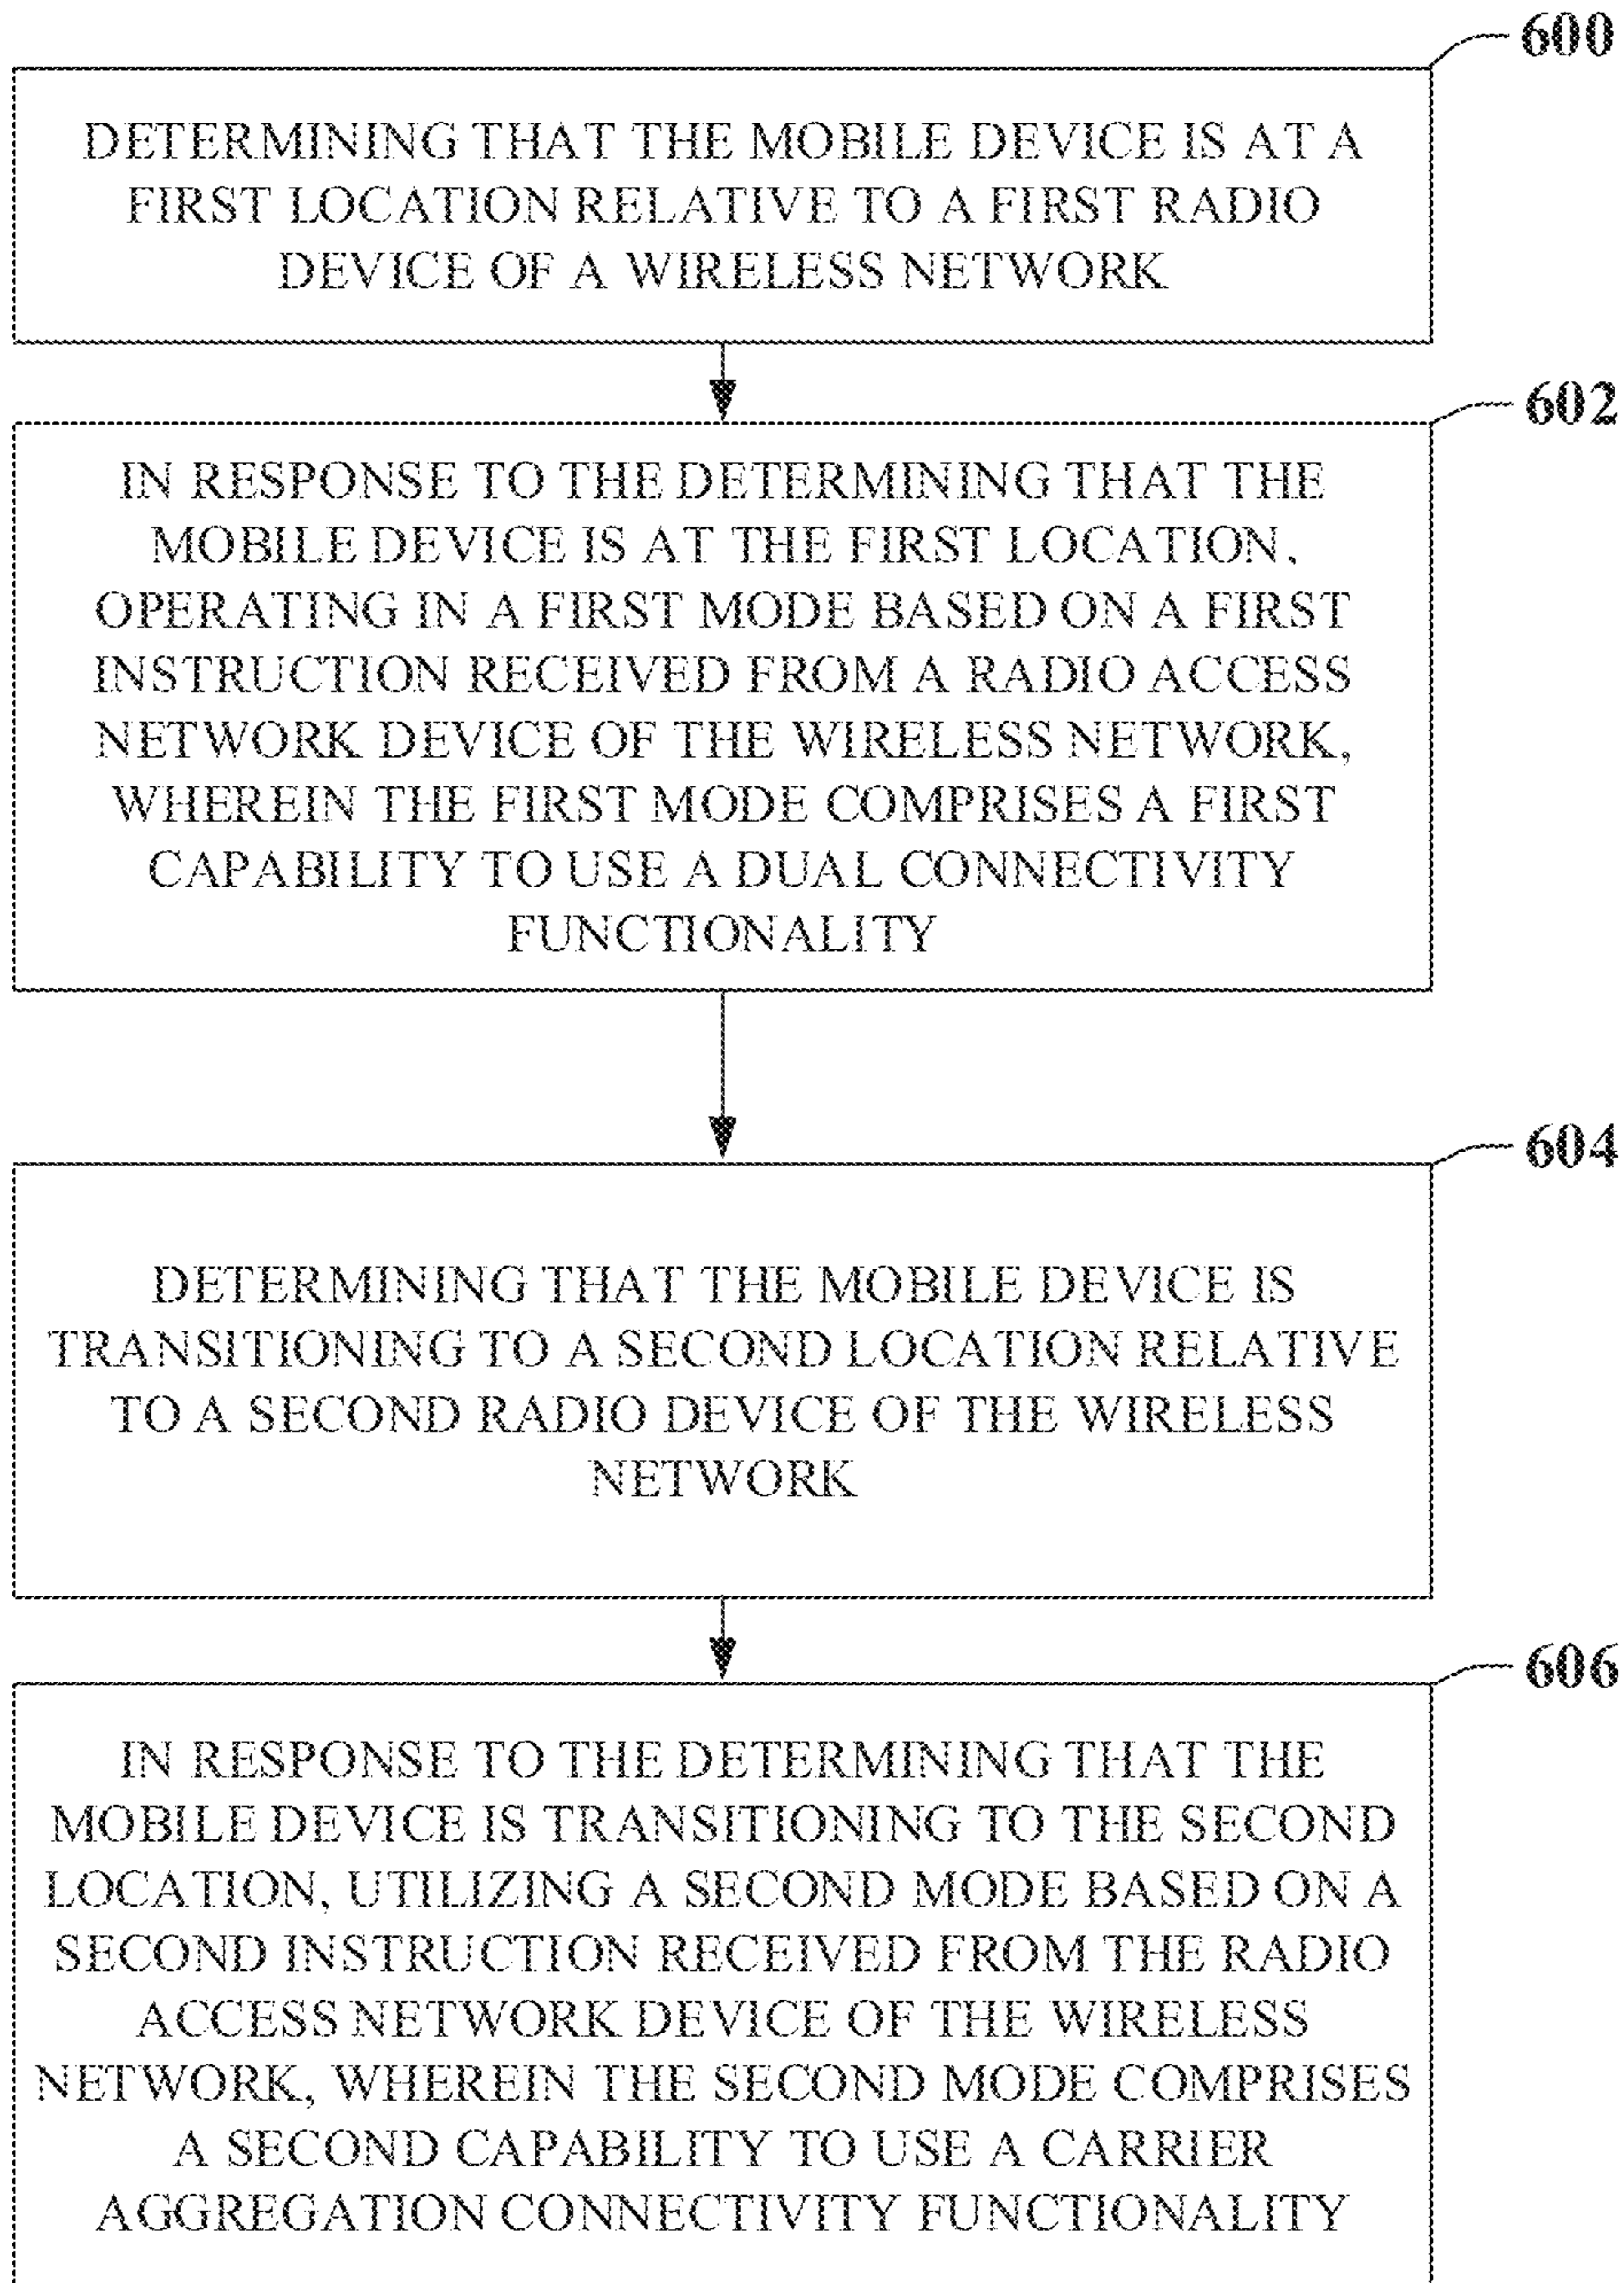 600
DETERMINING THAT THE MOBILE DEVICE IS AT A
FIRST LOCATION RELATIVE TO A FIRST RADIO
DEVICE OF A WIRELESS NETWORK
602
IN RESPONSE TO THE DETERMINING THAT THE
MOBILE DEVICE IS AT THE FIRST LOCATION,
OPERATING IN A FIRST MODE BASED ON A FIRST
INSTRUCTION RECEIVED FROM A RADIO ACCESS
NETWORK DEVICE OF THE WIRELESS NETWORK,
WHEREIN THE FIRST MODE COMPRISES A FIRST
CAPABILITY TO USE A DUAL CONNECTIVITY
FUNCTIONALITY
604
DETERMINING THAT THE MOBILE DEVICE IS
TRANSITIONING TO A SECOND LOCATION RELATIVE
TO A SECOND RADIO DEVICE OF THE WIRELESS
NETWORK
606
IN RESPONSE TO THE DETERMINING THAT THE
MOBILE DEVICE IS TRANSITIONING TO THE SECOND
LOCATION, UTILIZING A SECOND MODE BASED ON A
SECOND INSTRUCTION RECEIVED FROM THE RADIO
ACCESS NETWORK DEVICE OF THE WIRELESS
NETWORK, WHEREIN THE SECOND MODE COMPRISES
A SECOND CAPABILITY TO USE A CARRIER
AGGREGATION CONNECTIVITY FUNCTIONALITY